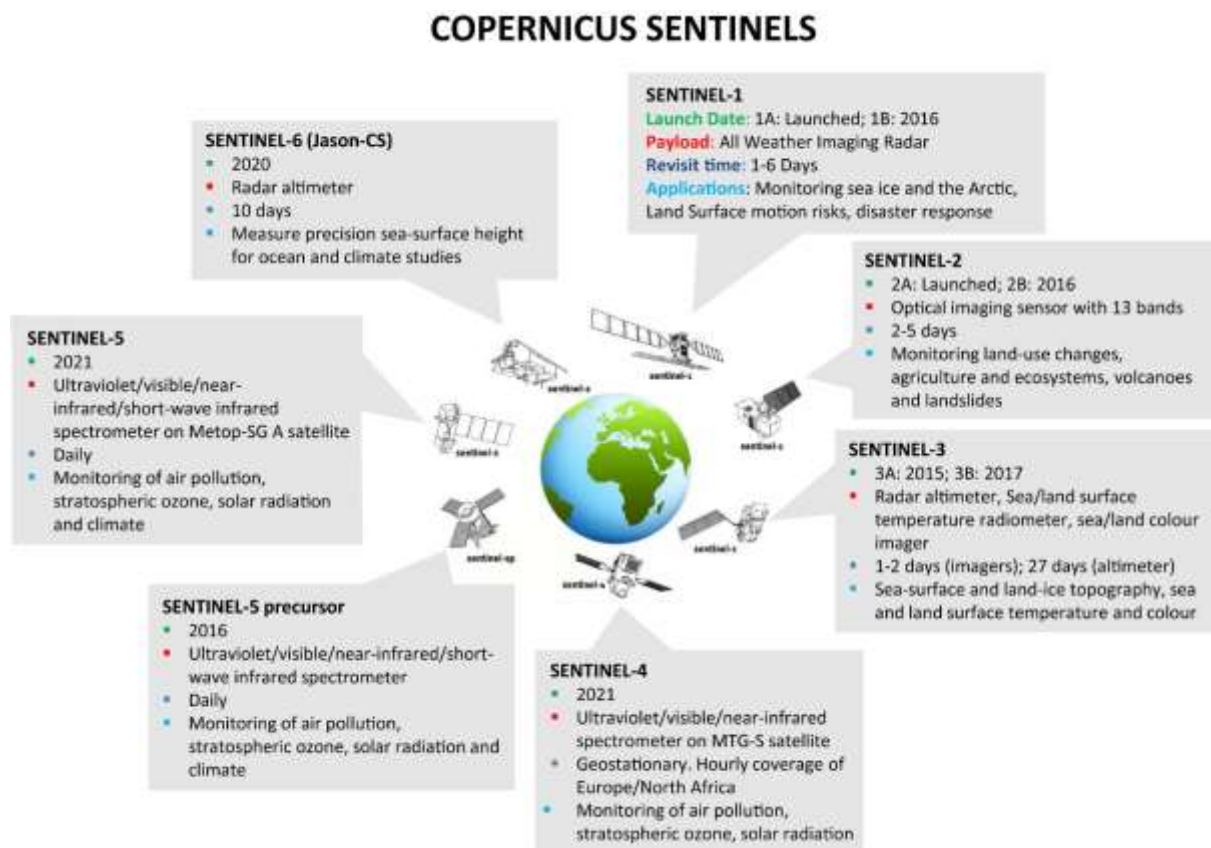 COPERNICUS SENTINELS
SENTINEL-1
Launch Date: 1A: Launched; 1B: 2016
Payload: All Weather Imaging Radar
Revisit time: 1-6 Days
Applications: Monitoring sea ice and the Arctic,
Land Surface motion risks, disaster response
SENTINEL-6 (Jason-CS)
2020
Radar altimeter
10 days
Measure precision sea-surface height
for ocean and climate studies
SENTINEL-2
2A: Launched; 2B: 2016
Optical imaging sensor with 13 bands
2-5 days
Monitoring land-use changes,
agriculture and ecosystems, volcanoes
and landslides
SENTINEL-5
2021
Ultraviolet/visible/near-
infrared/short-wave infrared
spectrometer on Metop-SG A satellite
Daily
Monitoring of air pollution,
stratospheric ozone, solar radiation
and climate
SENTINEL-3
3A: 2015; 3B: 2017
Radar altimeter, Sea/land surface
temperature radiometer, sea/land colour
imager
1-2 days (imagers); 27 days (altimeter)
Sea-surface and land-ice topography, sea
and land surface temperature and colour
SENTINEL-5 precursor
2016
Ultraviolet/visible/near-infrared/short-
wave infrared spectrometer
Daily
Monitoring of air pollution,
stratospheric ozone, solar radiation and
climate
SENTINEL-4
2021
Ultraviolet/visible/near-infrared
spectrometer on MTG-S satellite
Geostationary. Hourly coverage of
Europe/North Africa
Monitoring of air pollution,
stratospheric ozone, solar radiation